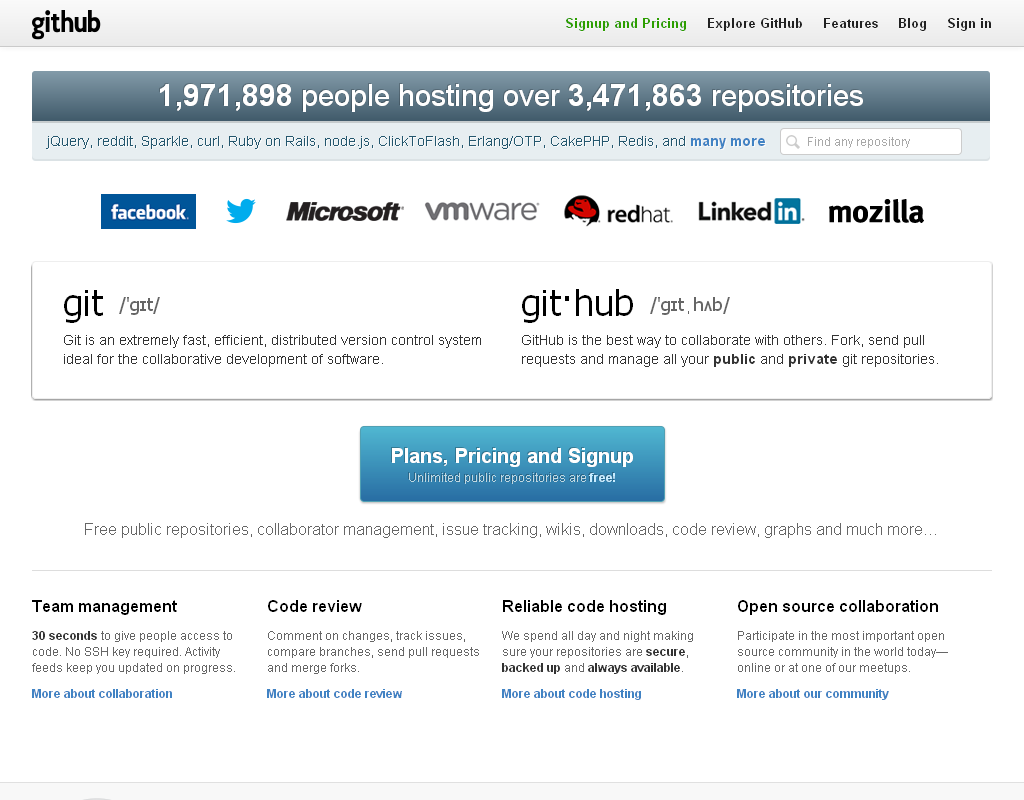 github
Signup and Pricing Explore GitHub Features Blog Sign in
1,971,898 people hosting over 3,471,863 repositories
jQuery, reddit, Sparkle, curl, Ruby on Rails, node.js, ClickToFlash, Erlang/OTP, CakePHP, Redis, and many more
Find any repository
facebook. Microsoft vmware redhat. Linked in. mozilla
git /ˈgɪt/
Git is an extremely fast, efficient, distributed version control system
ideal for the collaborative development of software.
git·hub /ˈgɪtˌhʌb/
GitHub is the best way to collaborate with others. Fork, send pull
requests and manage all your public and private git repositories.
Plans, Pricing and Signup
Unlimited public repositories are free!
Free public repositories, collaborator management, issue tracking, wikis, downloads, code review, graphs and much more…
Team management
30 seconds to give people access to
code. No SSH key required. Activity
feeds keep you updated on progress.
More about collaboration
Code review
Comment on changes, track issues,
compare branches, send pull requests
and merge forks.
More about code review
Reliable code hosting
We spend all day and night making
sure your repositories are secure,
backed up and always available.
More about code hosting
Open source collaboration
Participate in the most important open
source community in the world today—
online or at one of our meetups.
More about our community